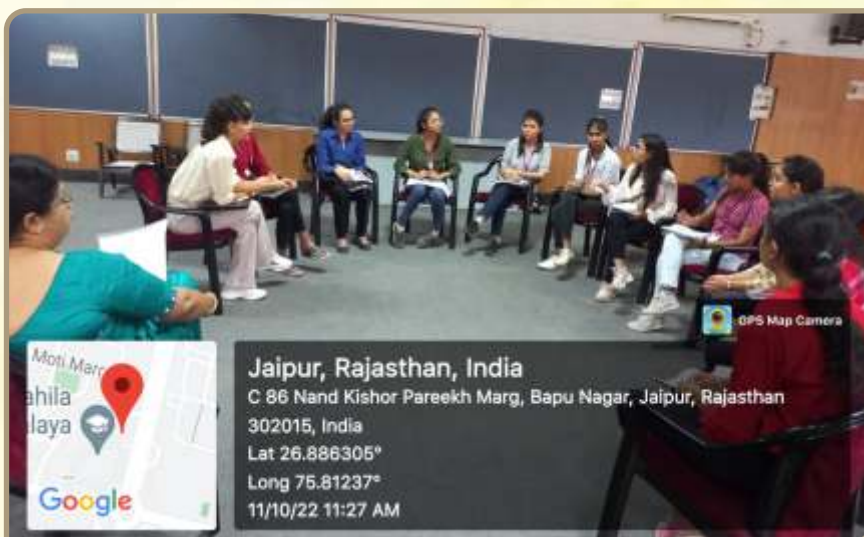 GPS Map Camera
Moti Marg
ahila
laya
Google
Jaipur, Rajasthan, India
C 86 Nand Kishor Pareekh Marg, Bapu Nagar, Jaipur, Rajasthan
302015, India
Lat 26.886305°
Long 75.81237°
11/10/22 11:27 AM